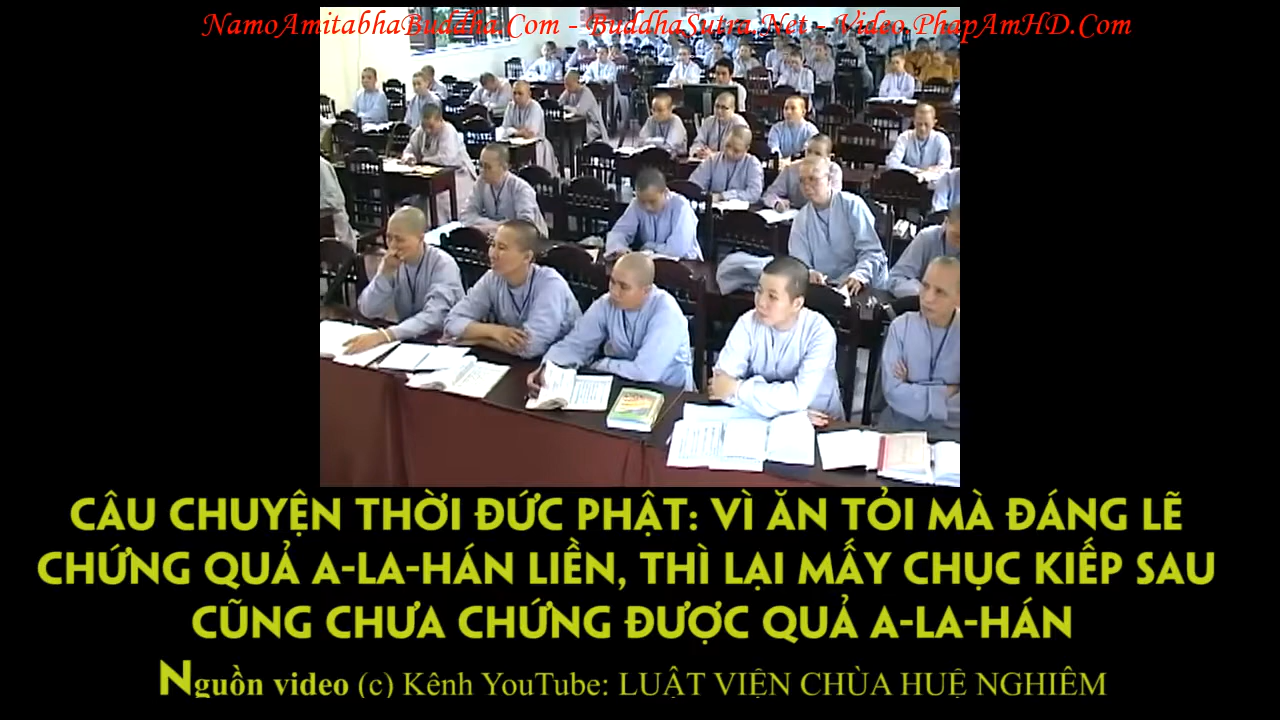 NamoAmitabhaBuddha.Com - BuddhaSutra.Net - Video.PhapAmHD.Com
CÂU CHUYỆN THỜI ĐỨC PHẬT: VÌ ĂN TỎI MÀ ĐÁNG LẼ
CHỨNG QUẢ A-LA-HÁN LIỀN, THÌ LẠI MẤY CHỤC KIẾP SAU
CŨNG CHƯA CHỨNG ĐƯỢC QUẢ A-LA-HÁN
Nguồn video (c) Kênh YouTube: LUẬT VIỆN CHÙA HUỆ NGHIÊM